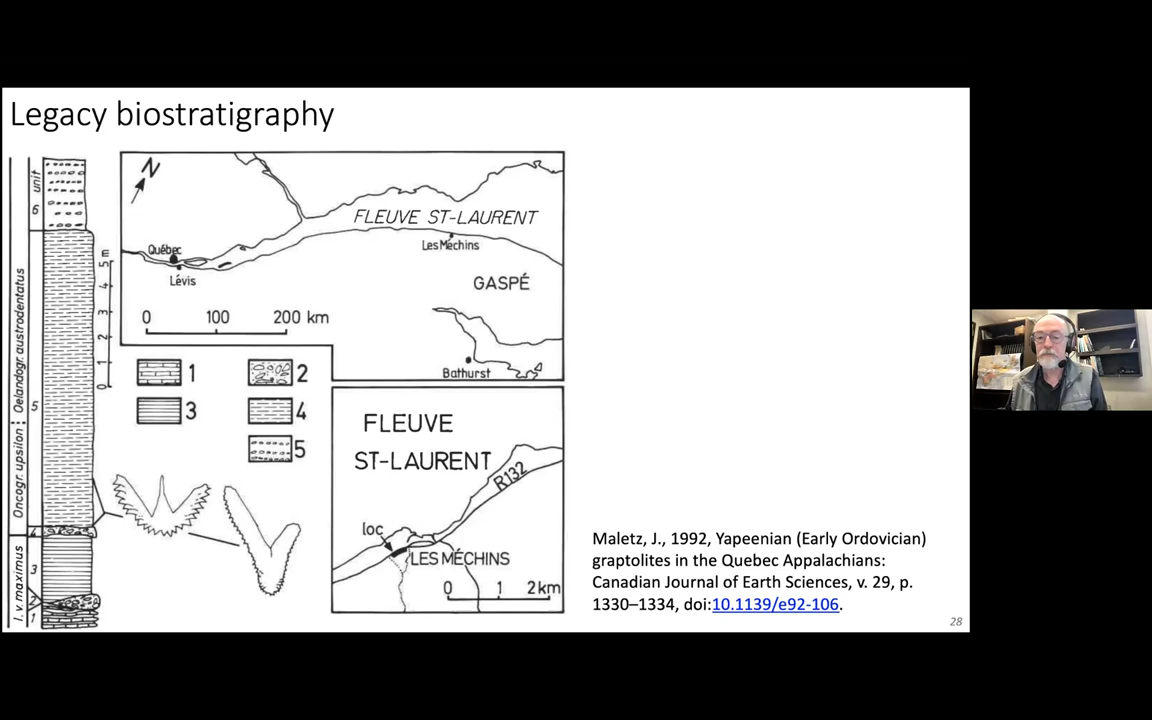 Legacy biostratigraphy
unit
6
5
4
3
2
1
Oncogr. upsilon ¦ Oelandogr. austrodentatus
I. v. maximus
5 m
4
3
2
1
0
N
FLEUVE ST-LAURENT
Québec
Les Méchins
Lévis
GASPÉ
0 100 200 km
Bathurst
1
2
3
4
5
FLEUVE
ST-LAURENT
R132
loc
LES MÉCHINS
0 1 2 km
Maletz, J., 1992, Yapeenian (Early Ordovician)
graptolites in the Quebec Appalachians:
Canadian Journal of Earth Sciences, v. 29, p.
1330–1334, doi:10.1139/e92-106.
28